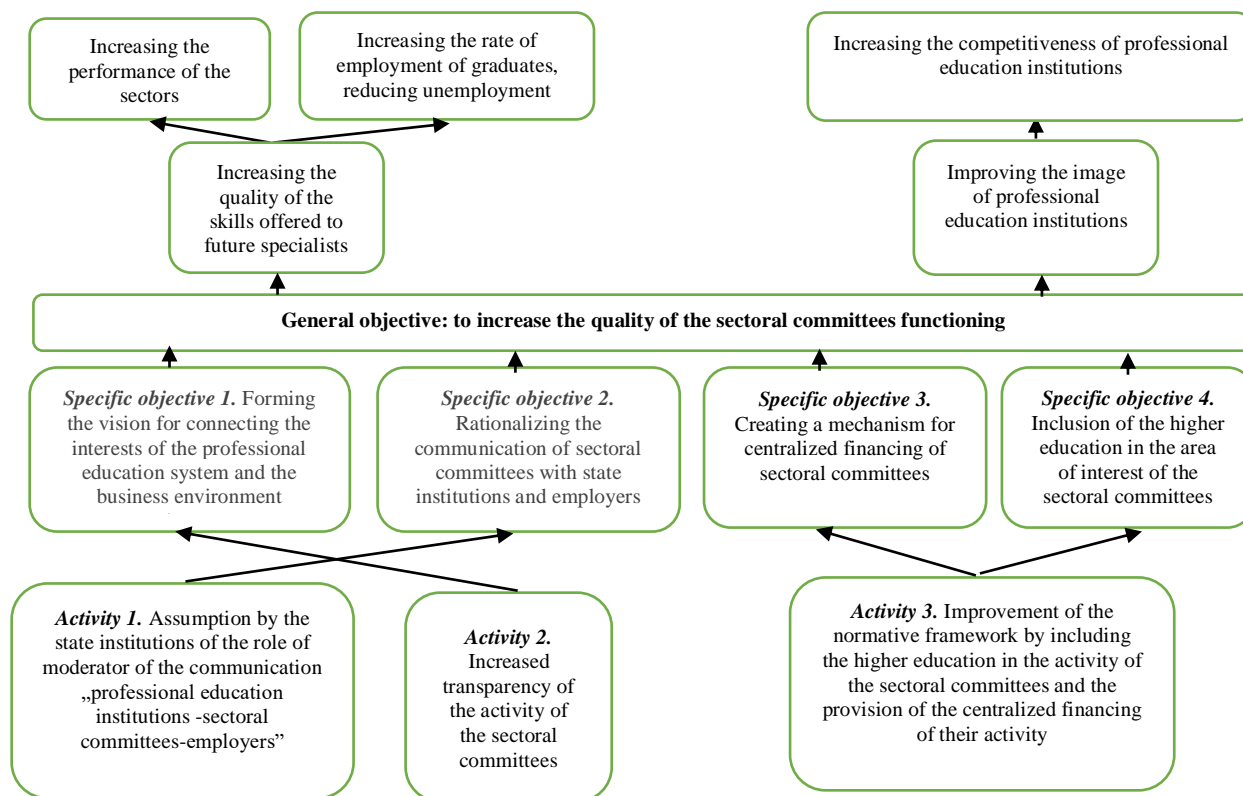 Increasing the
performance of the
sectors
Increasing the rate of
employment of graduates,
reducing unemployment
Increasing the competitiveness of professional
education institutions
Increasing the
quality of the
skills offered to
future specialists
Improving the image
of professional
education institutions
General objective: to increase the quality of the sectoral committees functioning
Specific objective 1. Forming
the vision for connecting the
interests of the professional
education system and the
business environment
Specific objective 2.
Rationalizing the
communication of sectoral
committees with state
institutions and employers
Specific objective 3.
Creating a mechanism for
centralized financing of
sectoral committees
Specific objective 4.
Inclusion of the higher
education in the area
of interest of the
sectoral committees
Activity 1. Assumption by the
state institutions of the role of
moderator of the communication
„professional education
institutions -sectoral
committees-employers”
Activity 2.
Increased
transparency of
the activity of
the sectoral
committees
Activity 3. Improvement of the
normative framework by including
the higher education in the activity of
the sectoral committees and the
provision of the centralized financing
of their activity